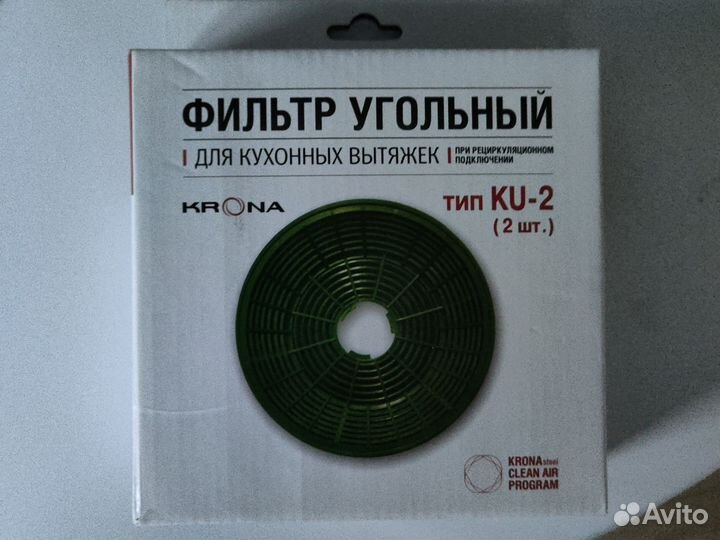 ФИЛЬТР УГОЛЬНЫЙ
ДЛЯ КУХОННЫХ ВЫТЯЖЕК
ПРИ РЕЦИРКУЛЯЦИОННОМ
ПОДКЛЮЧЕНИИ
KRONA
тип KU-2
(2 шт.)
KRONAsteel
CLEAN AIR
PROGRAM
Avito